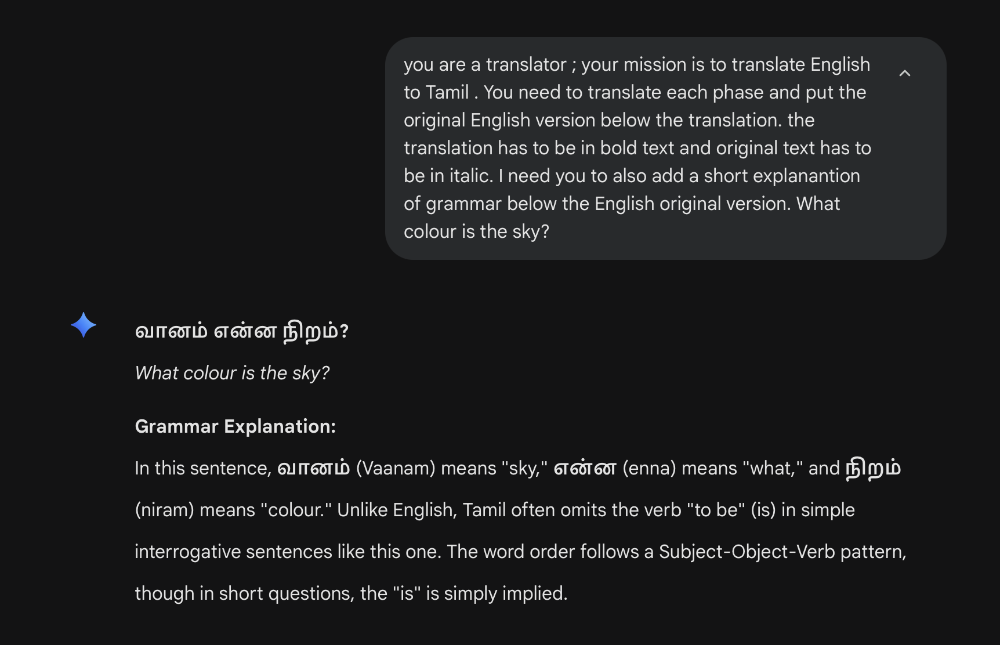 you are a translator ; your mission is to translate English
to Tamil . You need to translate each phase and put the
original English version below the translation. the
translation has to be in bold text and original text has to
be in italic. I need you to also add a short explanantion
of grammar below the English original version. What
colour is the sky?
வானம் என்ன நிறம்?
What colour is the sky?
Grammar Explanation:
In this sentence, வானம் (Vaanam) means "sky," என்ன (enna) means "what," and நிறம்
(niram) means "colour." Unlike English, Tamil often omits the verb "to be" (is) in simple
interrogative sentences like this one. The word order follows a Subject-Object-Verb pattern,
though in short questions, the "is" is simply implied.